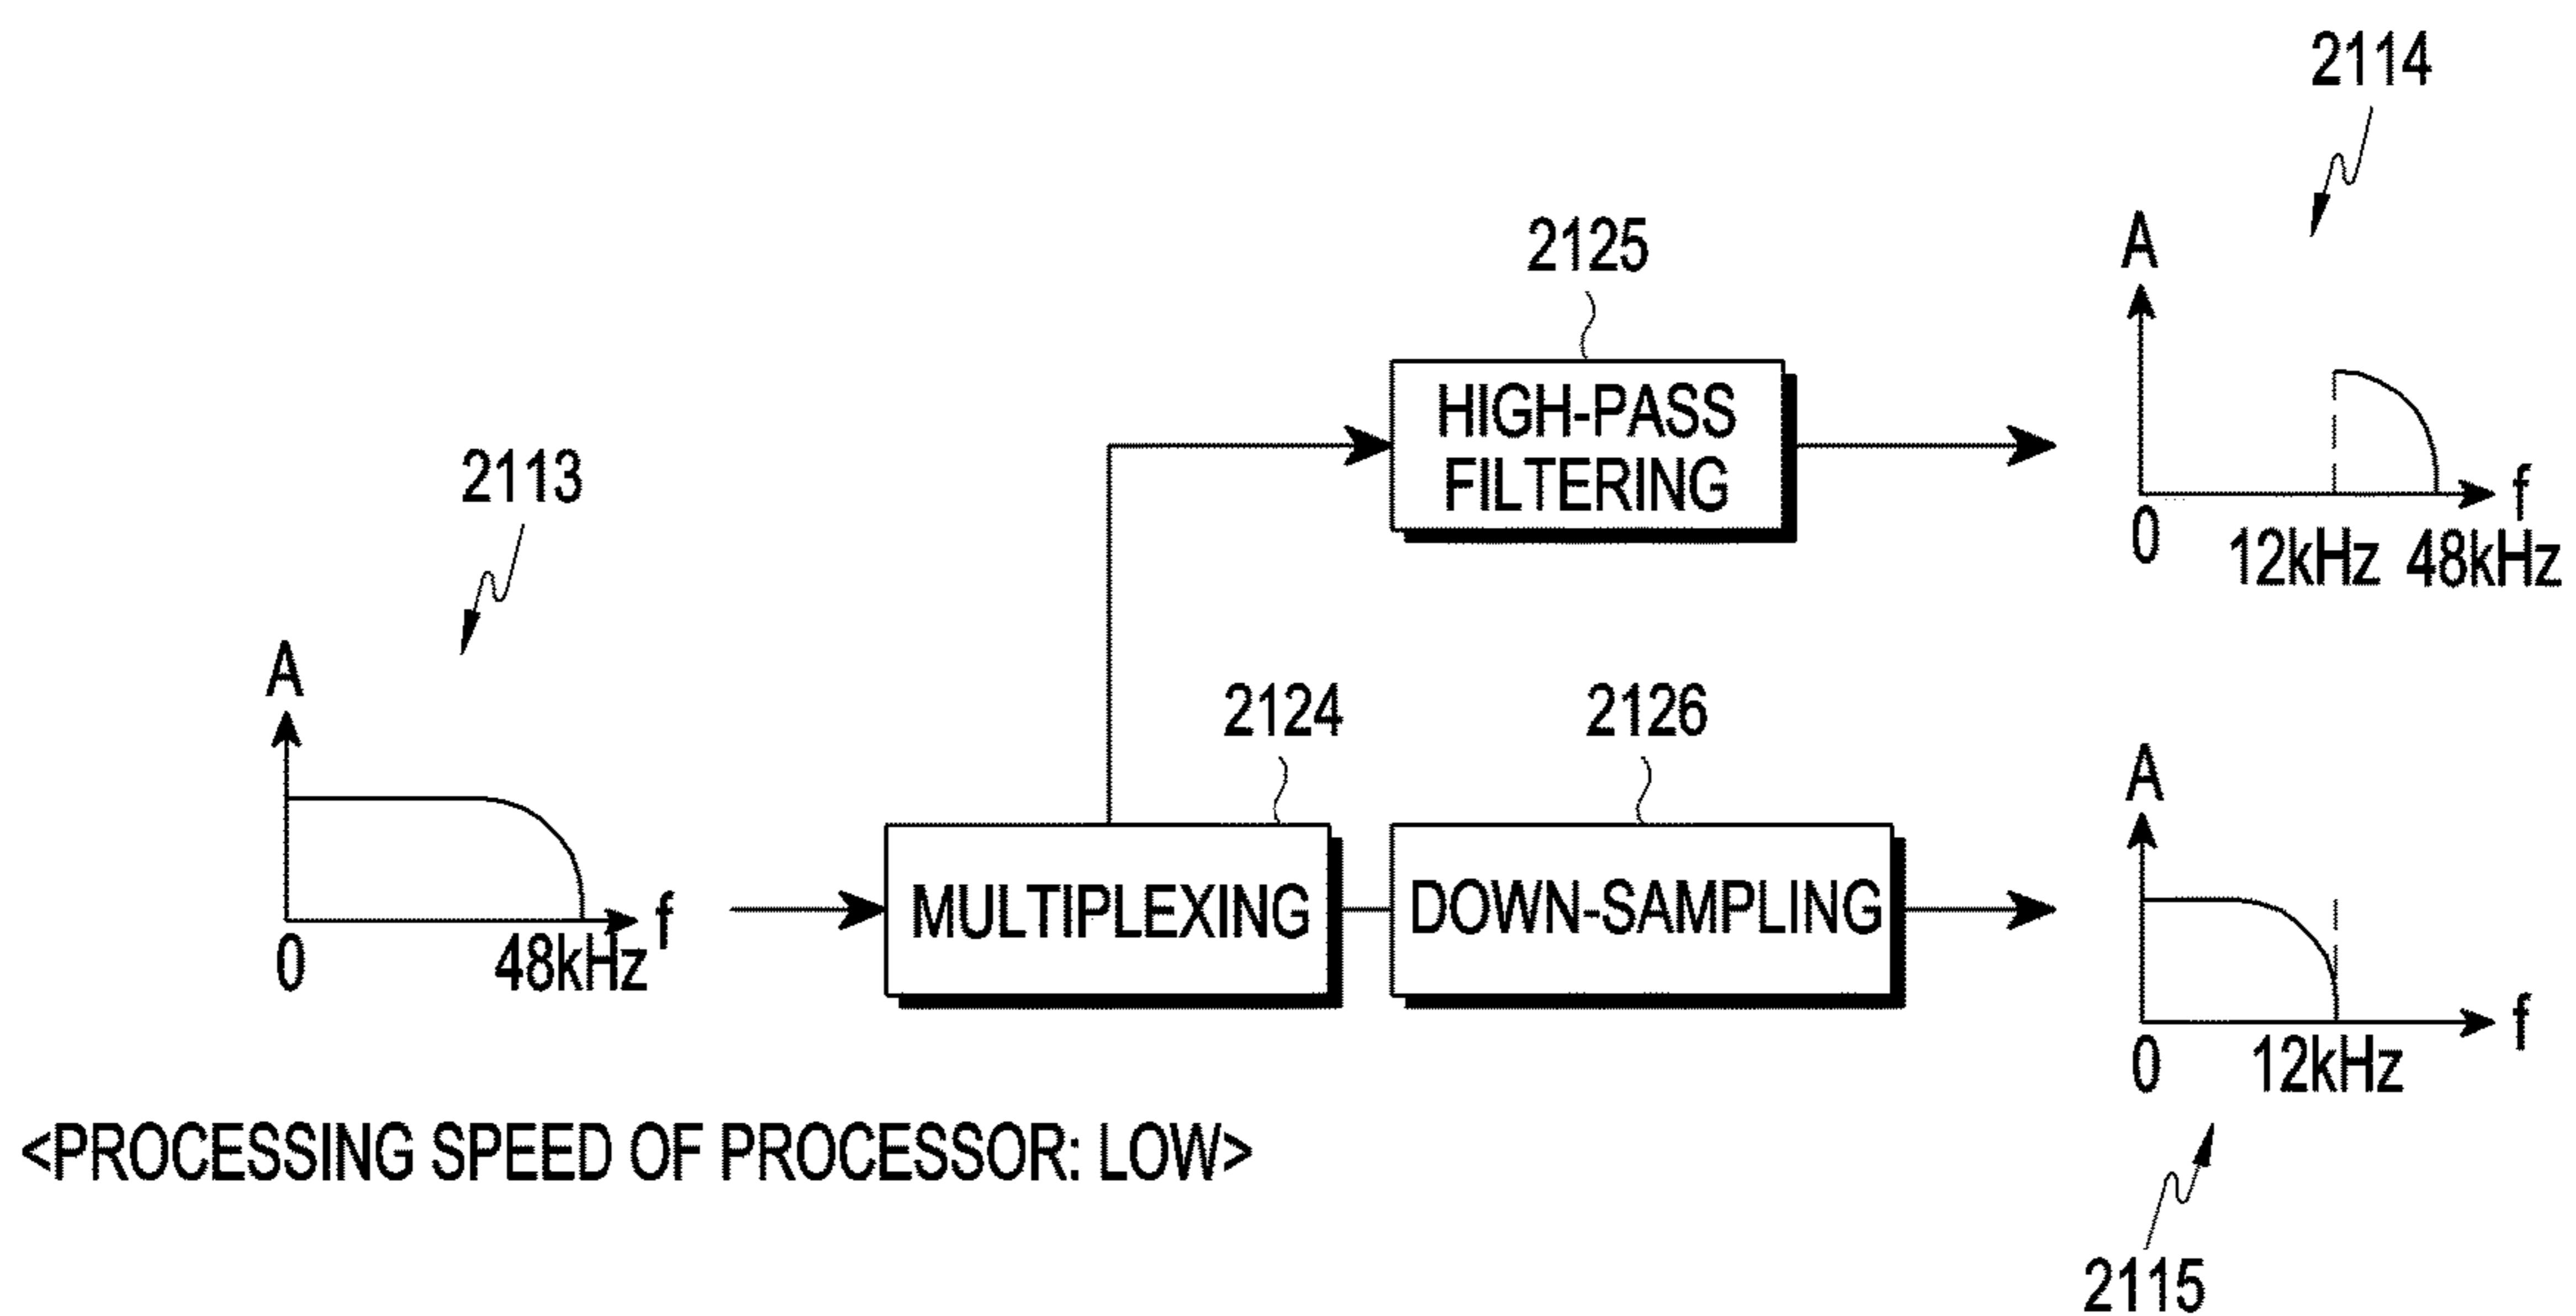 2114
A
2125
HIGH-PASS
FILTERING
f
0
12kHz
48kHz
2113
A
2124
2126
A
MULTIPLEXING
DOWN-SAMPLING
f
0
48kHz
f
0
12kHz
<PROCESSING SPEED OF PROCESSOR: LOW>
2115